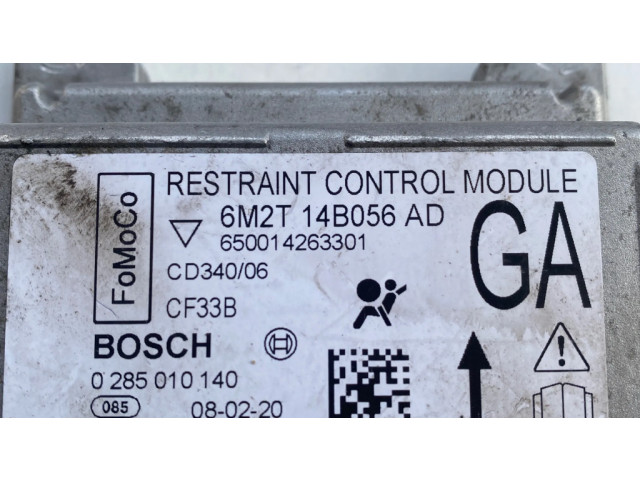 RESTRAINT CONTROL MODULE
FoMoCo
6M2T 14B056 AD
GA
650014263301
CD340/06
CF33B
BOSCH
0 285 010 140
085
08-02-20